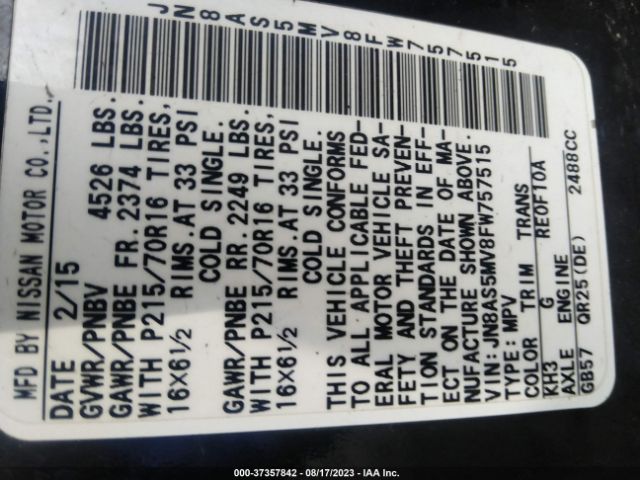 JN8AS5MV8FW757515
MFD BY NISSAN MOTOR CO.,LTD.
DATE 2/15
GVWR/PNBV 4526 LBS.
GAWR/PNBE FR. 2374 LBS.
WITH P215/70R16 TIRES,
16X6½ RIMS.AT 33 PSI
COLD SINGLE.
GAWR/PNBE RR. 2249 LBS.
WITH P215/70R16 TIRES,
16X6½ RIMS.AT 33 PSI
COLD SINGLE.
THIS VEHICLE CONFORMS
TO ALL APPLICABLE FED-
ERAL MOTOR VEHICLE SA-
FETY AND THEFT PREVEN-
TION STANDARDS IN EFF-
ECT ON THE DATE OF MA-
NUFACTURE SHOWN ABOVE.
VIN: JN8AS5MV8FW757515
TYPE: MPV
COLOR TRIM TRANS
KH3 G RE0F10A
AXLE ENGINE
GB57 QR25(DE) 2488CC
000-37357842 - 08/17/2023 - IAA Inc.